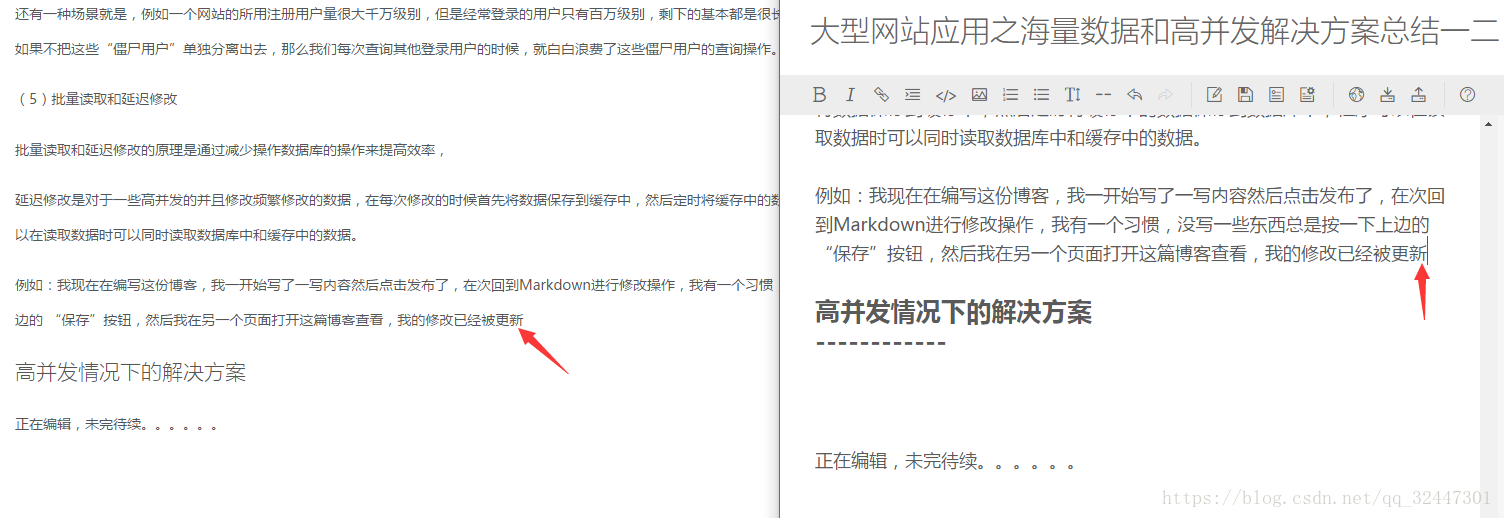 还有一种场景就是，例如一个网站的所用注册用户量很大千万级别，但是经常登录的用户只有百万级别，剩下的基本都是很
如果不把这些“僵尸用户”单独分离出去，那么我们每次查询其他登录用户的时候，就白白浪费了这些僵尸用户的查询操作。
（5）批量读取和延迟修改
批量读取和延迟修改的原理是通过减少操作数据库的操作来提高效率，
延迟修改是对于一些高并发的并且修改频繁修改的数据，在每次修改的时候首先将数据保存到缓存中，然后定时将缓存中的数
以在读取数据时可以同时读取数据库中和缓存中的数据。
例如：我现在在编写这份博客，我一开始写了一写内容然后点击发布了，在次回到Markdown进行修改操作，我有一个习惯
边的 “保存”按钮，然后我在另一个页面打开这篇博客查看，我的修改已经被更新
高并发情况下的解决方案
正在编辑，未完待续。。。。。。
大型网站应用之海量数据和高并发解决方案总结一二
取数据时可以同时读取数据库中和缓存中的数据。
例如：我现在在编写这份博客，我一开始写了一写内容然后点击发布了，在次回
到Markdown进行修改操作，我有一个习惯，没写一些东西总是按一下上边的
“保存”按钮，然后我在另一个页面打开这篇博客查看，我的修改已经被更新
高并发情况下的解决方案
------------
正在编辑，未完待续。。。。。。
https://blog.csdn.net/qq_32447301